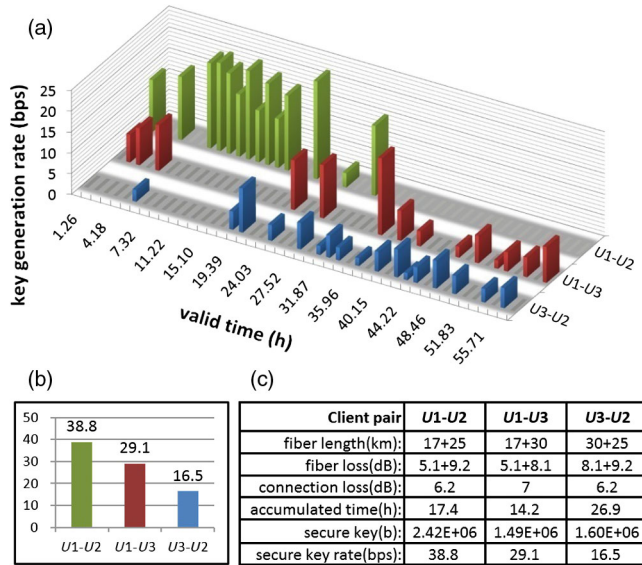 (a)
key generation rate (bps)
25
20
15
10
5
0
1.26
4.18
7.32
11.22
15.10
19.39
24.03
27.52
31.87
35.96
40.15
44.22
48.46
51.83
55.71
valid time (h)
U1-U2
U1-U3
U3-U2
(b)
50
40
30
20
10
0
38.8
29.1
16.5
U1-U2 U1-U3 U3-U2
(c)
Client pair U1-U2 U1-U3 U3-U2
fiber length(km): 17+25 17+30 30+25
fiber loss(dB): 5.1+9.2 5.1+8.1 8.1+9.2
connection loss(dB): 6.2 7 6.2
accumulated time(h): 17.4 14.2 26.9
secure key(b): 2.42E+06 1.49E+06 1.60E+06
secure key rate(bps): 38.8 29.1 16.5